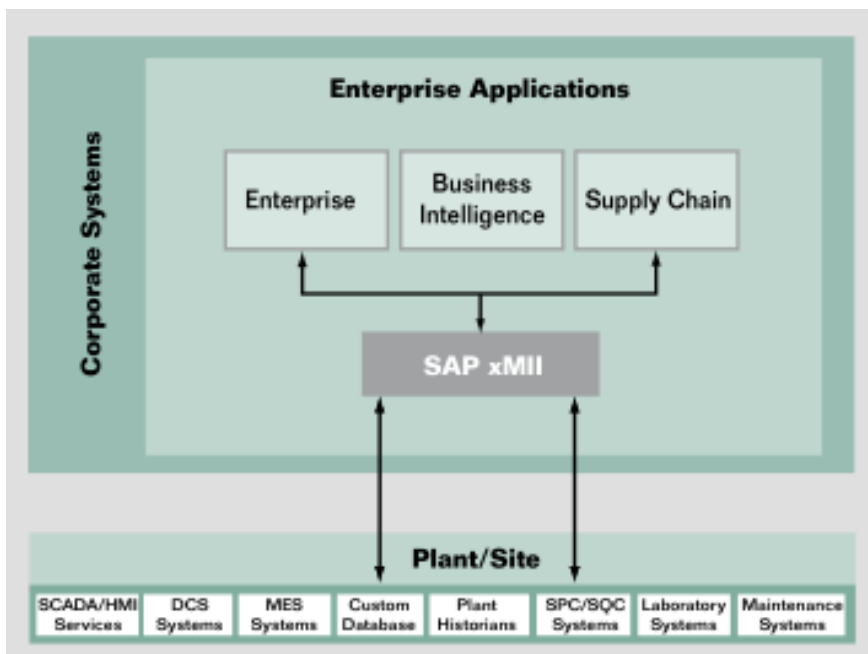 Enterprise Applications
Corporate Systems
Enterprise
Business
Intelligence
Supply Chain
SAP xMII
Plant/Site
SCADA/HMI
Services
DCS
Systems
MES
Systems
Custom
Database
Plant
Historians
SPC/SQC
Systems
Laboratory
Systems
Maintenance
Systems